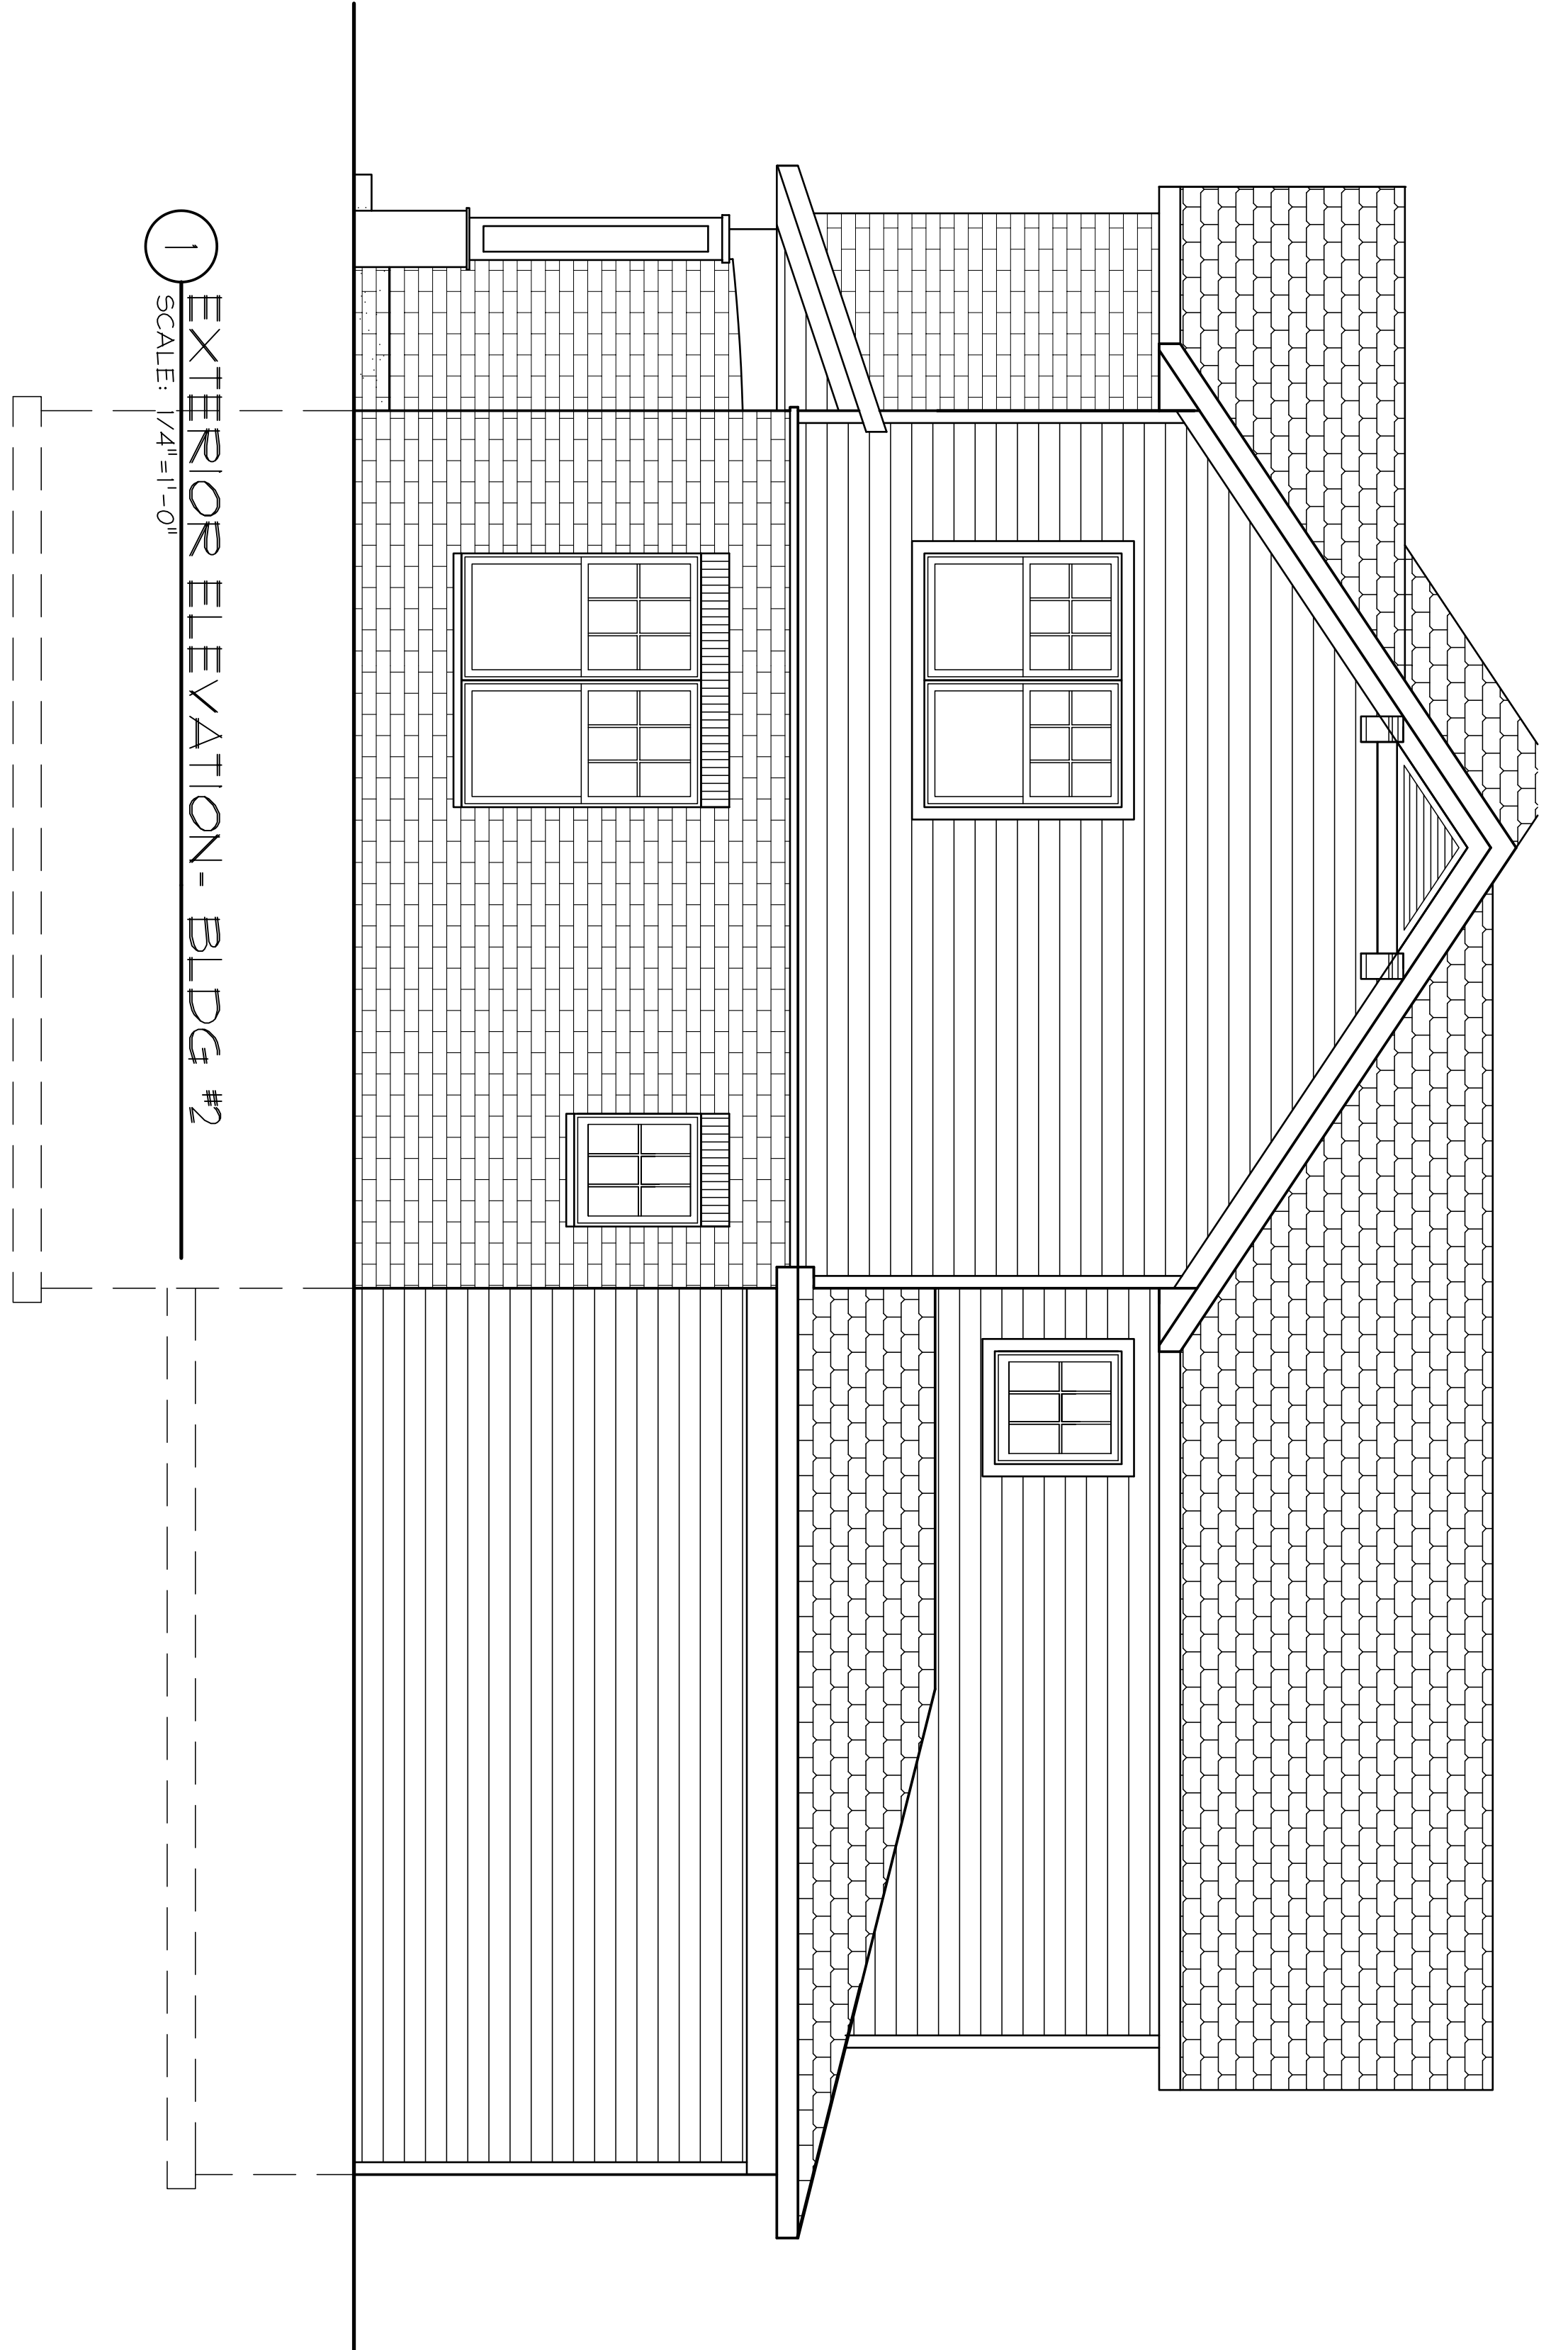 1
EXTERIOR ELEVATION- BLDG #2
SCALE: 1/4"=1'-0"